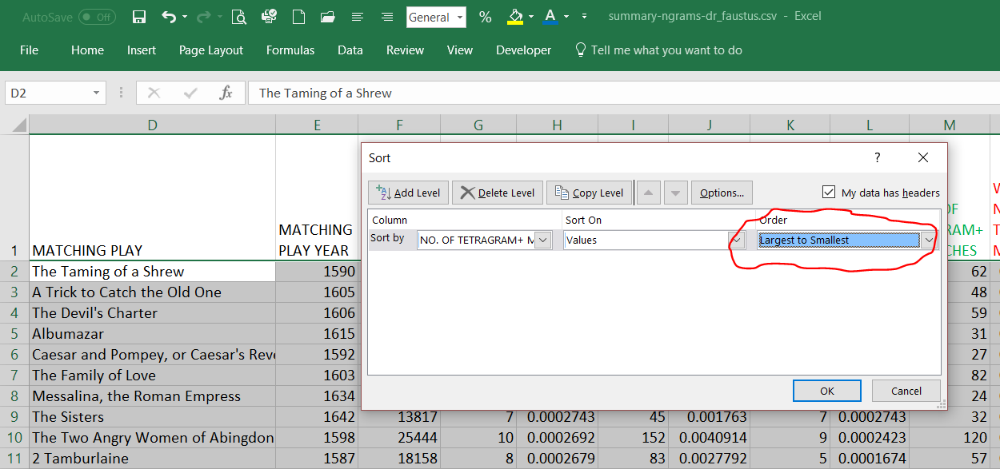 AutoSave Off General % A summary-ngrams-dr_faustus.csv - Excel
File Home Insert Page Layout Formulas Data Review View Developer Tell me what you want to do
D2 fx The Taming of a Shrew
D E F G H I J K L M
Sort ? 
Add Level Delete Level Copy Level Options... My data has headers
Column Sort On Order
Sort by NO. OF TETRAGRAM+ M Values Largest to Smallest
OK Cancel
1 MATCHING PLAY MATCHING PLAY YEAR OF RAM+ CHES W N T M
2 The Taming of a Shrew 1590 62
3 A Trick to Catch the Old One 1605 48
4 The Devil's Charter 1606 59
5 Albumazar 1615 31
6 Caesar and Pompey, or Caesar's Reve 1592 27
7 The Family of Love 1603 82
8 Messalina, the Roman Empress 1634 24
9 The Sisters 1642 13817 7 0.0002743 45 0.001763 7 0.0002743 32
10 The Two Angry Women of Abingdon 1598 25444 10 0.0002692 152 0.0040914 9 0.0002423 120
11 2 Tamburlaine 1587 18158 8 0.0002679 83 0.0027792 5 0.0001674 57